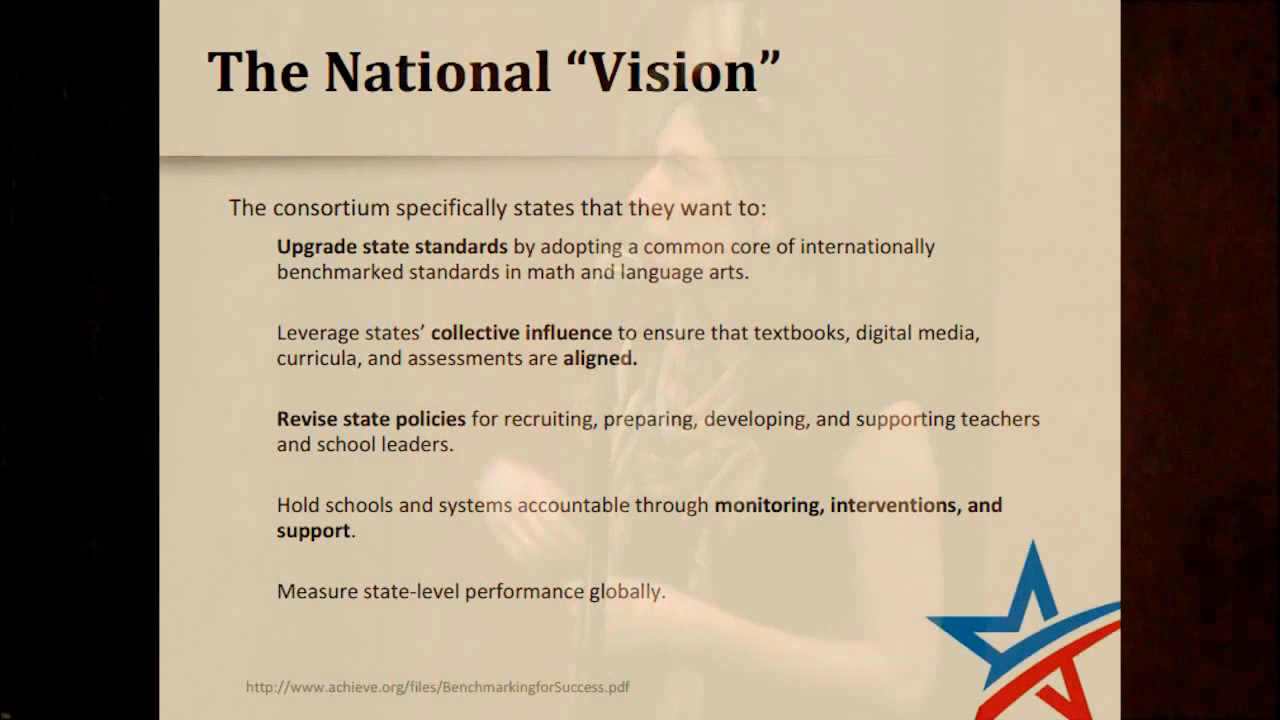 The National “Vision”
The consortium specifically states that they want to:
Upgrade state standards by adopting a common core of internationally
benchmarked standards in math and language arts.
Leverage states’ collective influence to ensure that textbooks, digital media,
curricula, and assessments are aligned.
Revise state policies for recruiting, preparing, developing, and supporting teachers
and school leaders.
Hold schools and systems accountable through monitoring, interventions, and
support.
Measure state-level performance globally.
http://www.achieve.org/files/BenchmarkingforSuccess.pdf